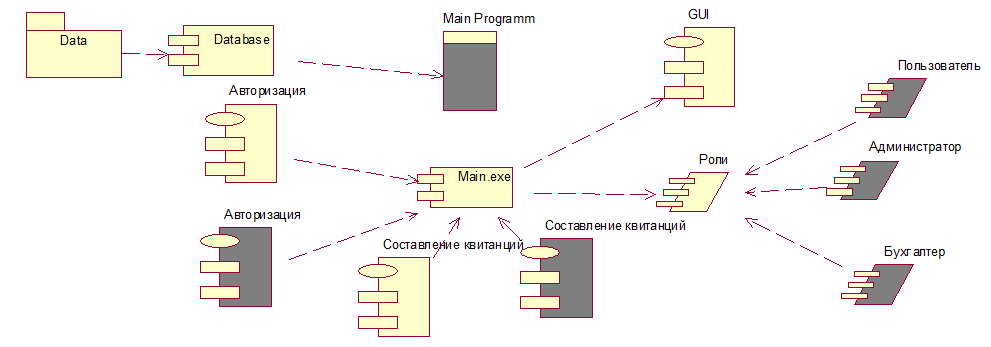 Data
Database
Main Programm
GUI
Пользователь
Авторизация
Администратор
Main.exe
Роли
Авторизация
Составление квитанций
Составление квитанций
Бухгалтер